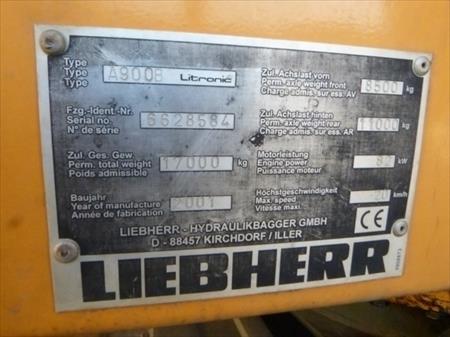 Typ
Type
Type
A900B Litronic
Fzg.-Ident.-Nr.
Serial no.
N° de série
6628584
Zul. Ges. Gew.
Perm. total weight
Poids admissible
17000 kg
Baujahr
Year of manufacture
Année de fabrication
2001
Zul. Achslast vorn
Perm. axle weight front
Charge admis. sur ess. AV
8500 kg
Zul. Achslast hinten
Perm. axle weight rear
Charge admis. sur ess. AR
11000 kg
Motorleistung
Engine power
Puissance moteur
kW
Höchstgeschwindigkeit
Max. speed
Vitesse maxi.
20 km/h
LIEBHERR - HYDRAULIKBAGGER GMBH
D - 88457 KIRCHDORF / ILLER
CE
LIEBHERR